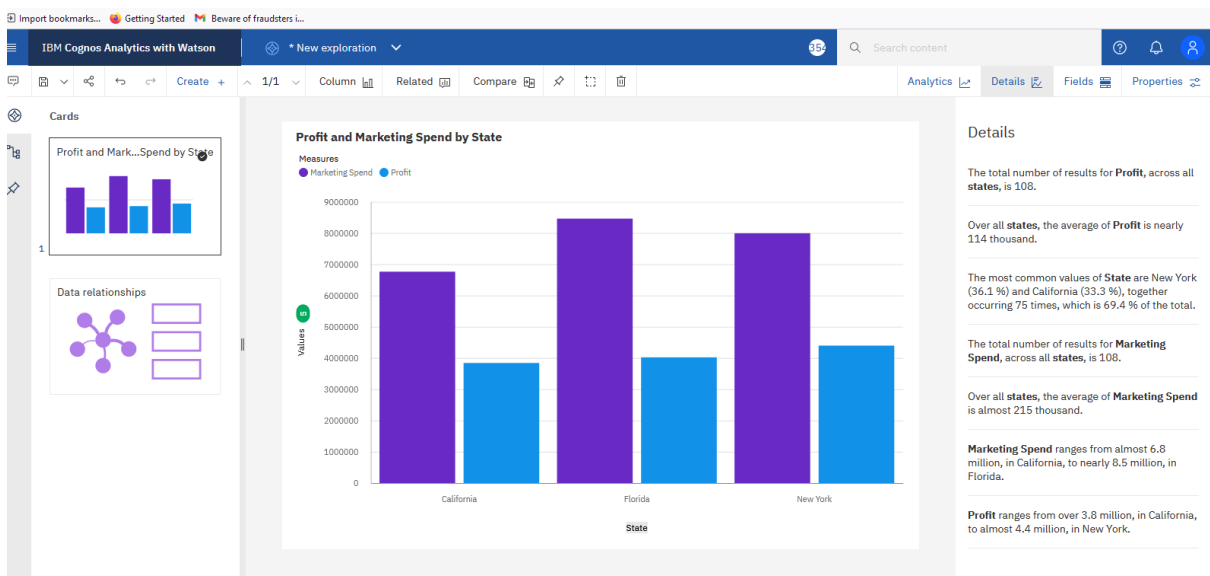 Import bookmarks... Getting Started Beware of fraudsters i...
IBM Cognos Analytics with Watson * New exploration 354 Search content
Create + 1/1 Column Related Compare Analytics Details Fields Properties
Cards
Profit and Mark...Spend by State
1
Data relationships
Profit and Marketing Spend by State
Measures
Marketing Spend Profit
9000000
8000000
7000000
6000000
5000000
4000000
3000000
2000000
1000000
0
Values
5
California Florida New York
State
Details
The total number of results for Profit, across all
states, is 108.
Over all states, the average of Profit is nearly
114 thousand.
The most common values of State are New York
(36.1 %) and California (33.3 %), together
occurring 75 times, which is 69.4 % of the total.
The total number of results for Marketing
Spend, across all states, is 108.
Over all states, the average of Marketing Spend
is almost 215 thousand.
Marketing Spend ranges from almost 6.8
million, in California, to nearly 8.5 million, in
Florida.
Profit ranges from over 3.8 million, in California,
to almost 4.4 million, in New York.